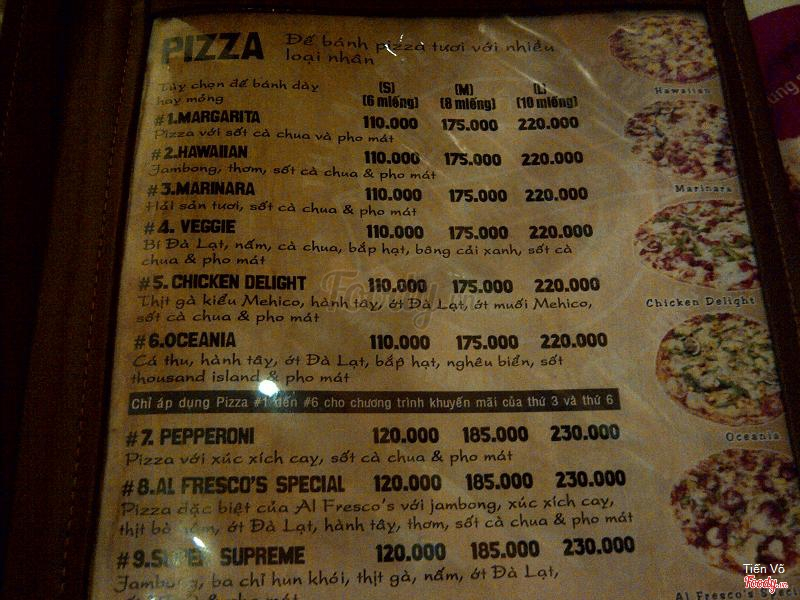 PIZZA Đế bánh pizza tươi với nhiều
loại nhân
Tùy chọn đế bánh dày
hay mỏng
(S) (M) (L)
(6 miếng) (8 miếng) (10 miếng)
#1.MARGARITA 110.000 175.000 220.000
Pizza với sốt cà chua và pho mát
#2.HAWAIIAN 110.000 175.000 220.000
Jambong, thơm, sốt cà chua & pho mát
#3.MARINARA 110.000 175.000 220.000
Hải sản tươi, sốt cà chua & pho mát
#4. VEGGIE 110.000 175.000 220.000
Bí Đà Lạt, nấm, cà chua, bắp hạt, bông cải xanh, sốt cà
chua & pho mát
#5. CHICKEN DELIGHT 110.000 175.000 220.000
Thịt gà kiểu Mehico, hành tây, ớt Đà Lạt, ớt muối Mehico,
sốt cà chua & pho mát
#6.OCEANIA 110.000 175.000 220.000
Cá thu, hành tây, ớt Đà Lạt, bắp hạt, nghêu biển, sốt
thousand island & pho mát
Chỉ áp dụng Pizza #1 đến #6 cho chương trình khuyến mãi của thứ 3 và thứ 6
#7. PEPPERONI 120.000 185.000 230.000
Pizza với xúc xích cay, sốt cà chua & pho mát
#8.AL FRESCO'S SPECIAL 120.000 185.000 230.000
Pizza đặc biệt của Al Fresco's với jambong, xúc xích cay,
thịt bò ớt Đà Lạt, hành tây, thơm, sốt cà chua & pho mát
#9.SUPER SUPREME 120.000 185.000 230.000
Jambong, ba chỉ hun khói, thịt gà, nấm, ớt Đà Lạt,
& pho mát
Hawaiian
Marinara
Chicken Delight
Oceania
Al Fresco's
Tiến Võ
Foody.vn